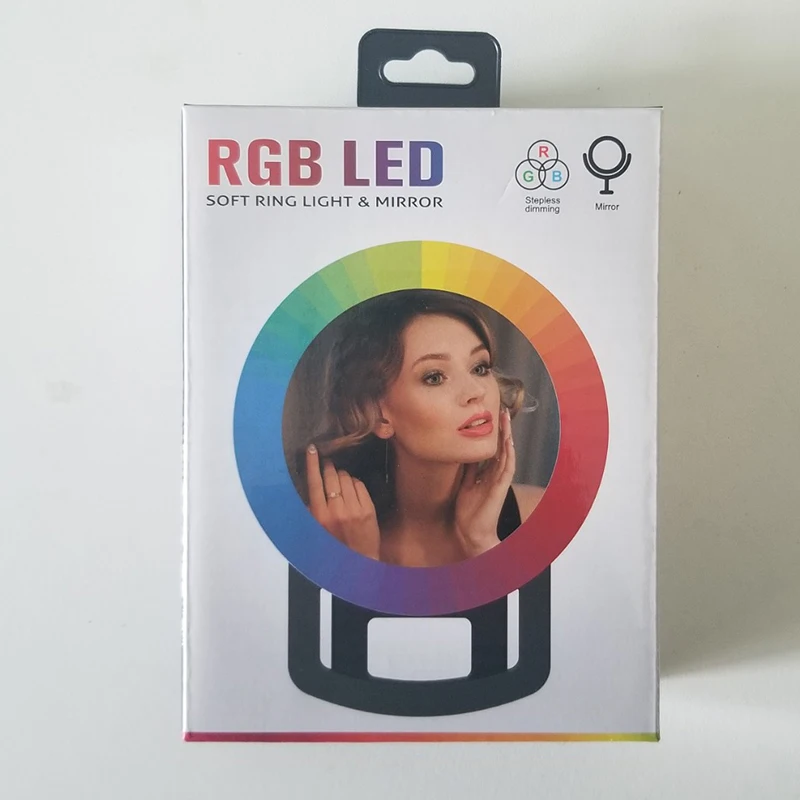 RGB LED
SOFT RING LIGHT & MIRROR
R
G B
Stepless
dimming
Mirror